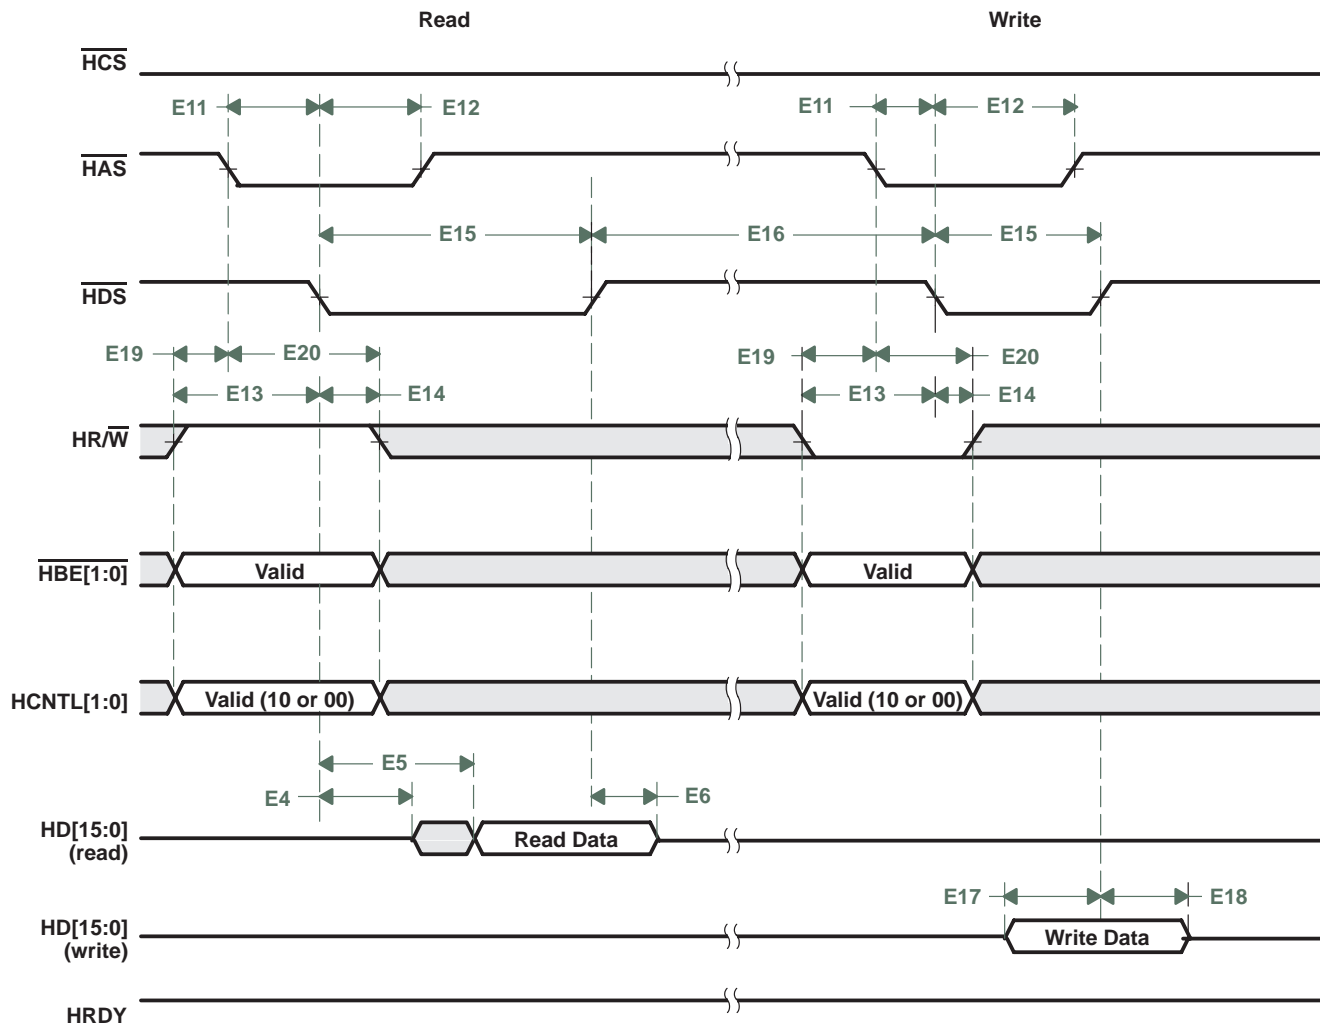 Read Write
HCS
E11 E12 E11 E12
HAS
E15 E16 E15
HDS
E19 E20 E19 E20
E13 E14 E13 E14
HR/W
HBE[1:0] Valid Valid
HCNTL[1:0] Valid (10 or 00) Valid (10 or 00)
E5
E4 E6
HD[15:0]
(read)
Read Data
E17 E18
HD[15:0]
(write)
Write Data
HRDY